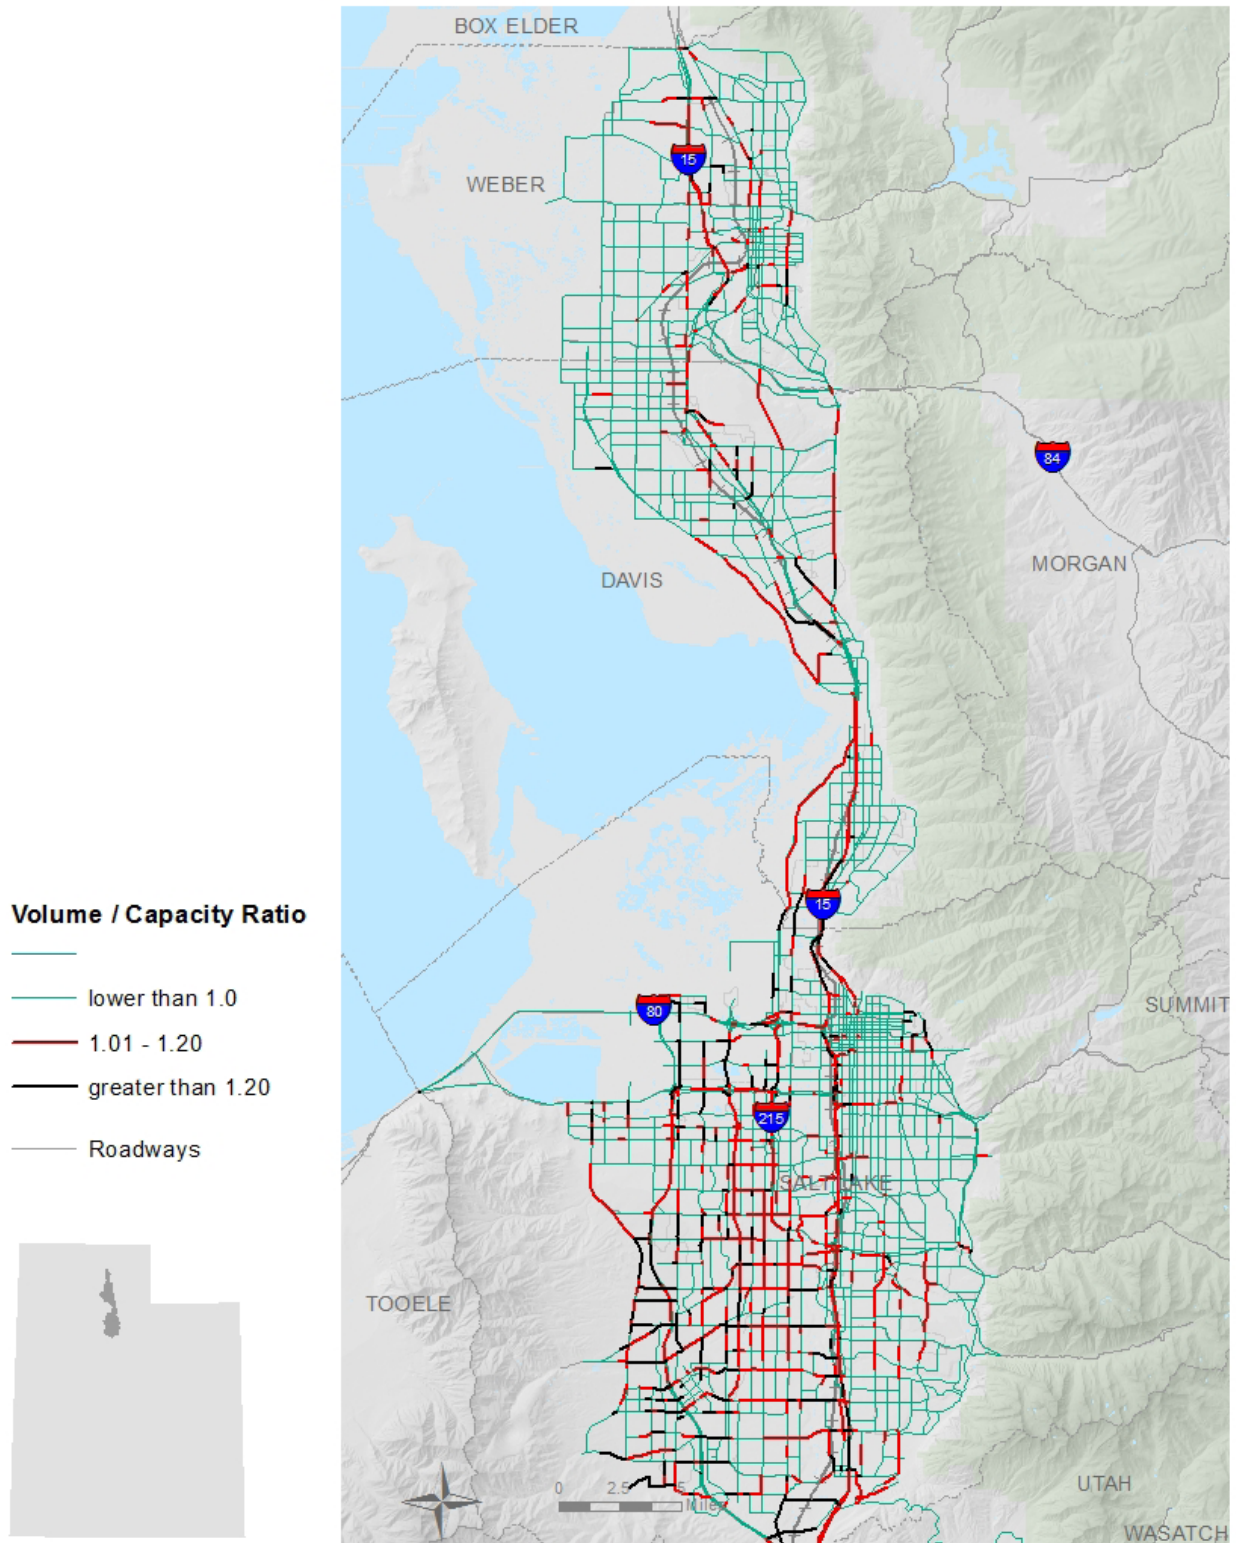 BOX ELDER
15
WEBER
84
MORGAN
DAVIS
15
Volume / Capacity Ratio
lower than 1.0
1.01 - 1.20
greater than 1.20
Roadways
80
SUMMIT
215
SALT LAKE
TOOELE
0 2.5 5
Miles
UTAH
WASATCH